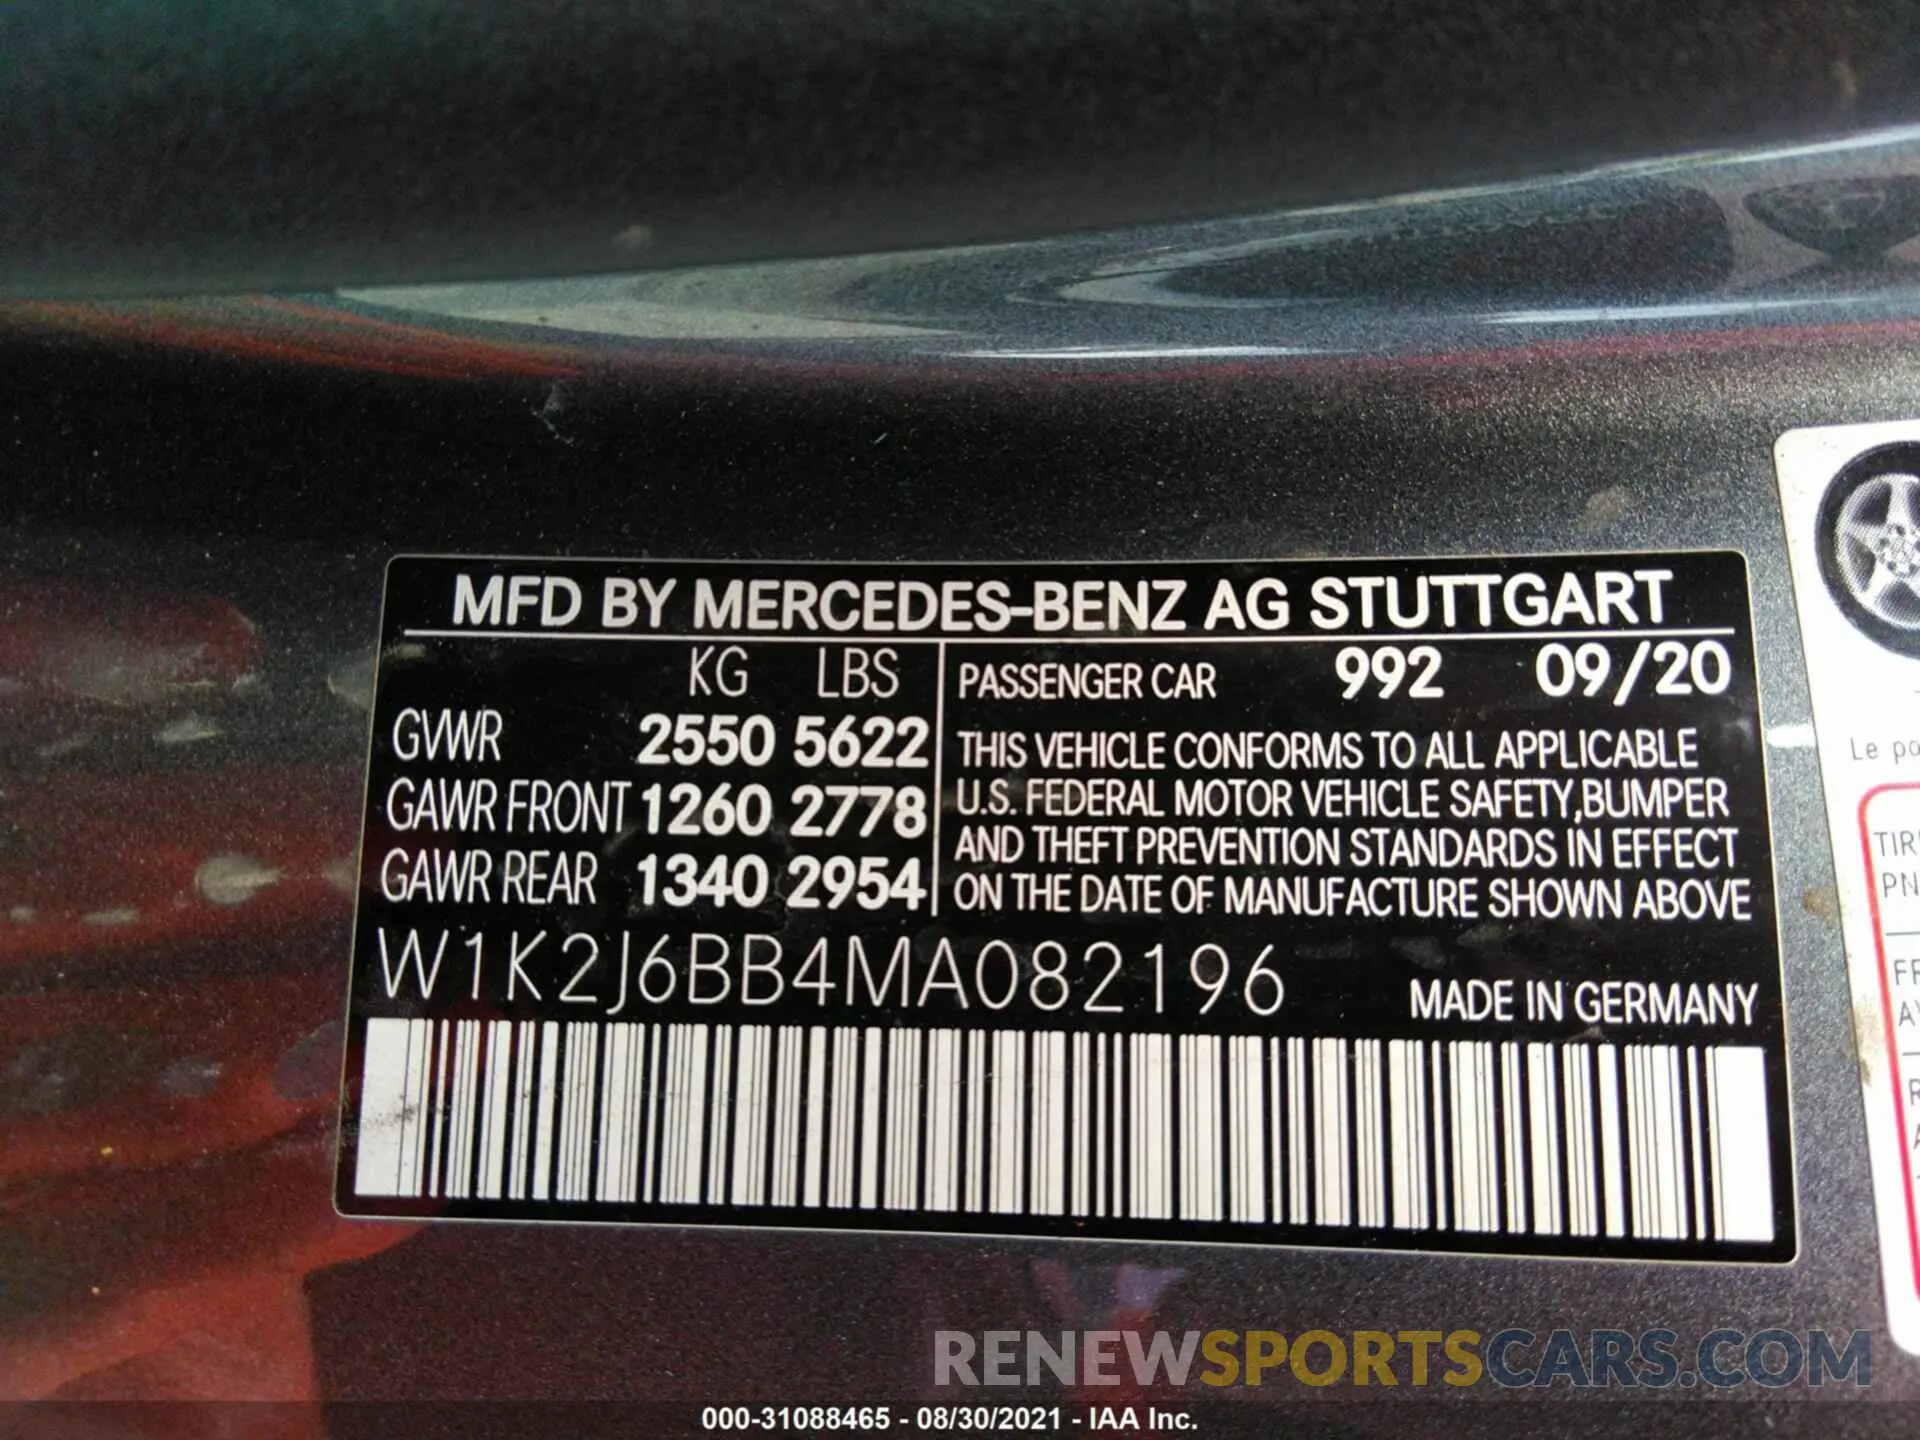 MFD BY MERCEDES-BENZ AG STUTTGART
KG LBS
GVWR 2550 5622
GAWR FRONT 1260 2778
GAWR REAR 1340 2954
PASSENGER CAR 992 09/20
THIS VEHICLE CONFORMS TO ALL APPLICABLE
U.S. FEDERAL MOTOR VEHICLE SAFETY,BUMPER
AND THEFT PREVENTION STANDARDS IN EFFECT
ON THE DATE OF MANUFACTURE SHOWN ABOVE
W1K2J6BB4MA082196
MADE IN GERMANY
Le
RENEWSPORTSCARS.COM
000-31088465 - 08/30/2021 - IAA Inc.